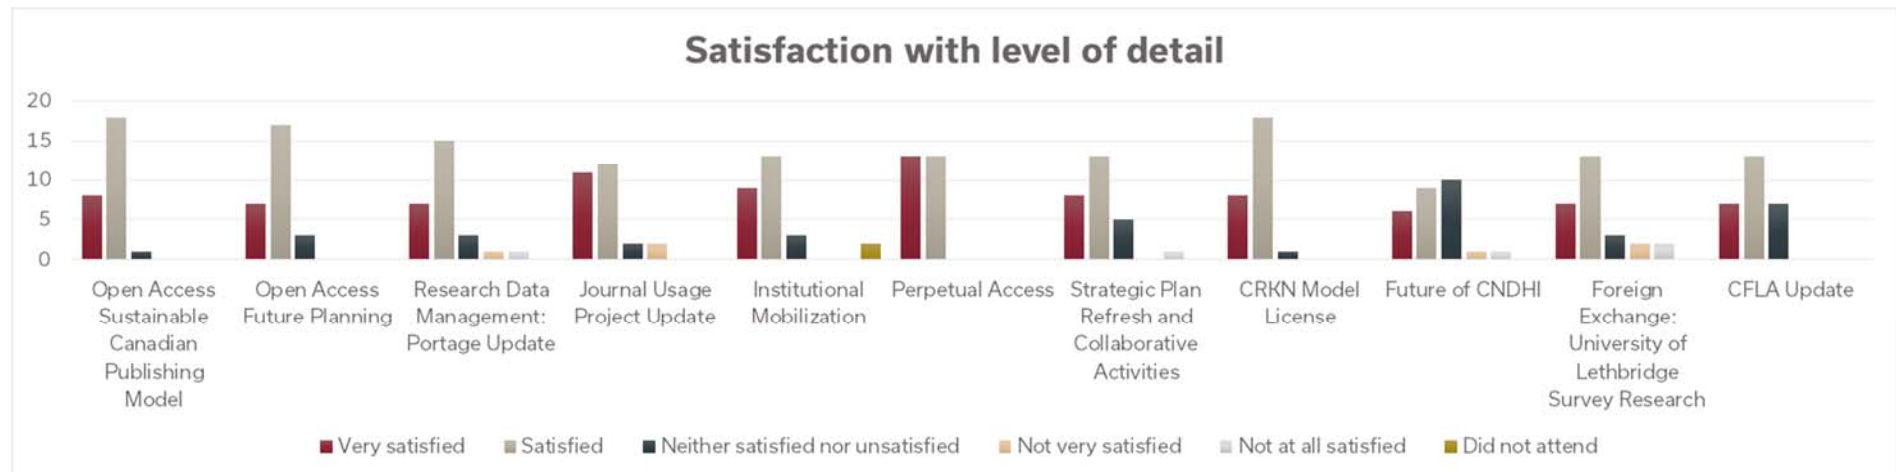 Satisfaction with level of detail
20
15
10
5
0
Open Access
Sustainable
Canadian
Publishing
Model
Open Access
Future Planning
Research Data
Management:
Portage Update
Journal Usage
Project Update
Institutional
Mobilization
Perpetual Access
Strategic Plan
Refresh and
Collaborative
Activities
CRKN Model
License
Future of CNDHI
Foreign
Exchange:
University of
Lethbridge
Survey Research
CFLA Update
Very satisfied
Satisfied
Neither satisfied nor unsatisfied
Not very satisfied
Not at all satisfied
Did not attend